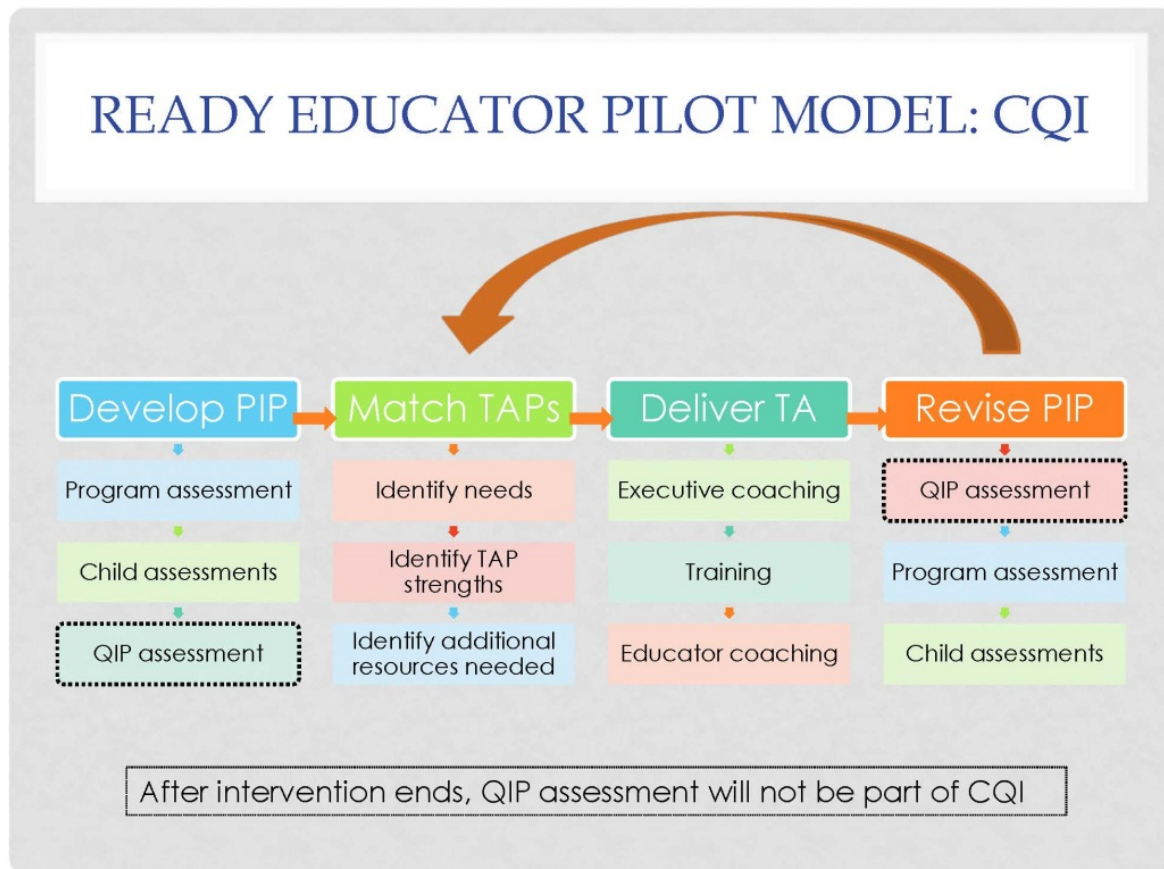 READY EDUCATOR PILOT MODEL: CQI
Develop PIP
Program assessment
Child assessments
QIP assessment
Match TAPs
Identify needs
Identify TAP
strengths
Identify additional
resources needed
Deliver TA
Executive coaching
Training
Educator coaching
Revise PIP
QIP assessment
Program assessment
Child assessments
After intervention ends, QIP assessment will not be part of CQI